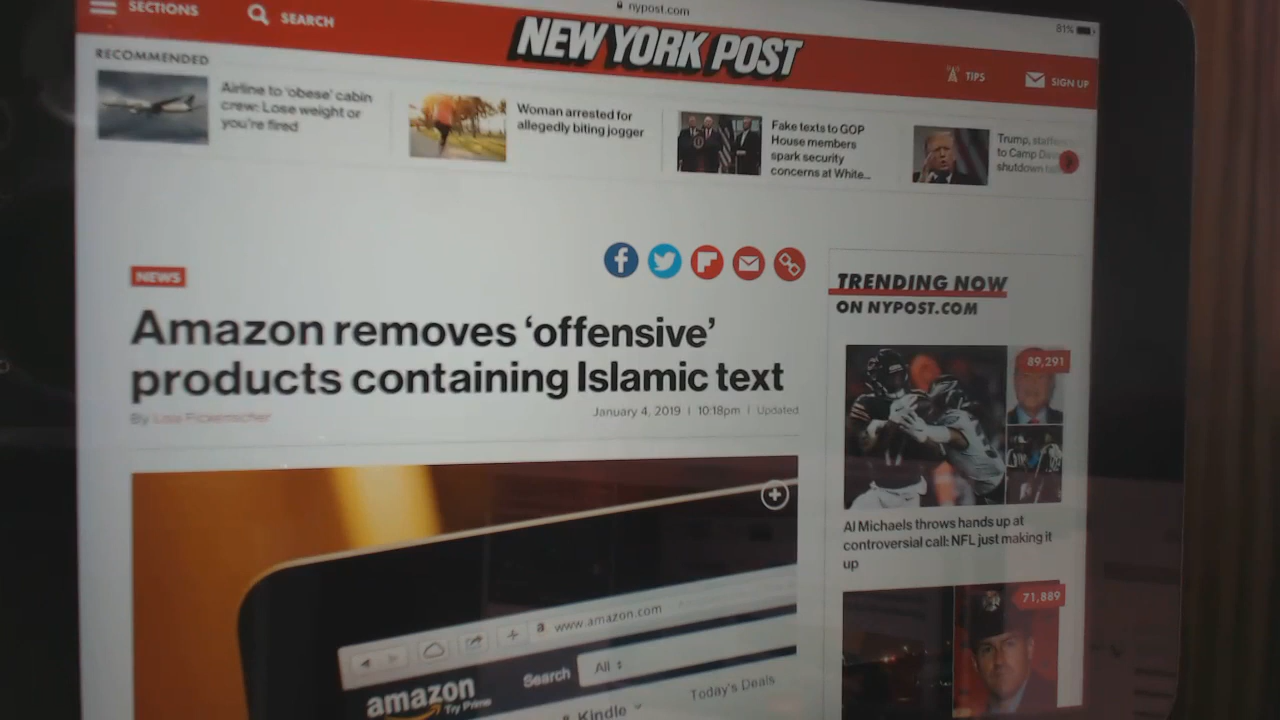 nypost.com
81%
SECTIONS
SEARCH
NEW YORK POST
TIPS
SIGN UP
RECOMMENDED
Airline to 'obese' cabin
crew: Lose weight or
you're fired
Woman arrested for
allegedly biting jogger
Fake texts to GOP
House members
spark security
concerns at White...
Trump,
to Camp
shutdown
NEWS
Amazon removes ‘offensive’
products containing Islamic text
By Lisa Fickenscher
January 4, 2019 | 10:18pm | Updated
TRENDING NOW
ON NYPOST.COM
89,291
Al Michaels throws hands up at
controversial call: NFL just making it
up
71,889
a www.amazon.com
amazon
Try Prime
Search
All
Kindle
Today's Deals